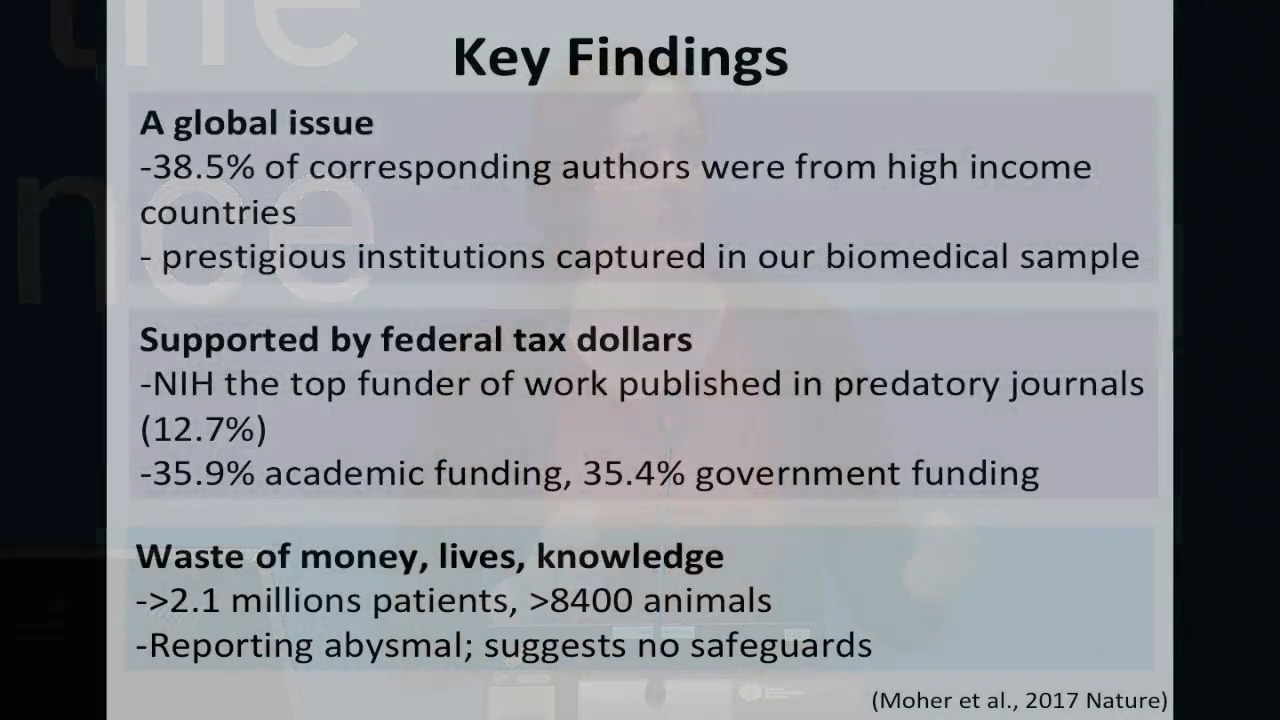 the
nce
Key Findings
A global issue
-38.5% of corresponding authors were from high income
countries
- prestigious institutions captured in our biomedical sample
Supported by federal tax dollars
-NIH the top funder of work published in predatory journals
(12.7%)
-35.9% academic funding, 35.4% government funding
Waste of money, lives, knowledge
->2.1 millions patients, >8400 animals
-Reporting abysmal; suggests no safeguards
(Moher et al., 2017 Nature)